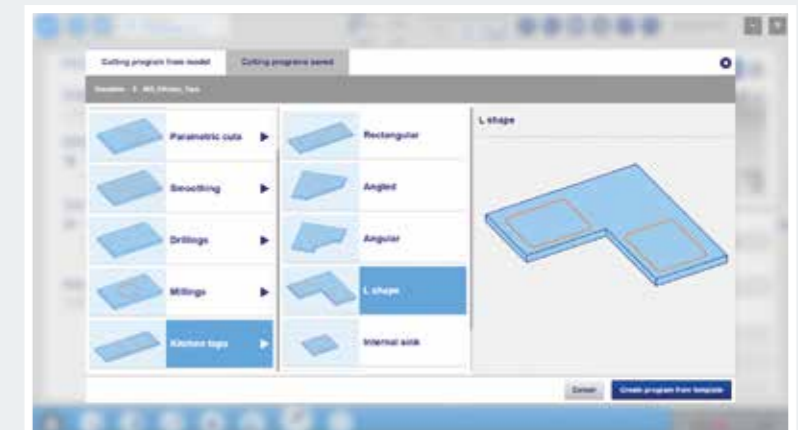 Cutting program from model
Cutting programs saved
Parametric cuts
Smoothing
Drillings
Millings
Kitchen tops
Rectangular
Angled
Angular
L shape
Internal sink
L shape
Cancel
Create program from template